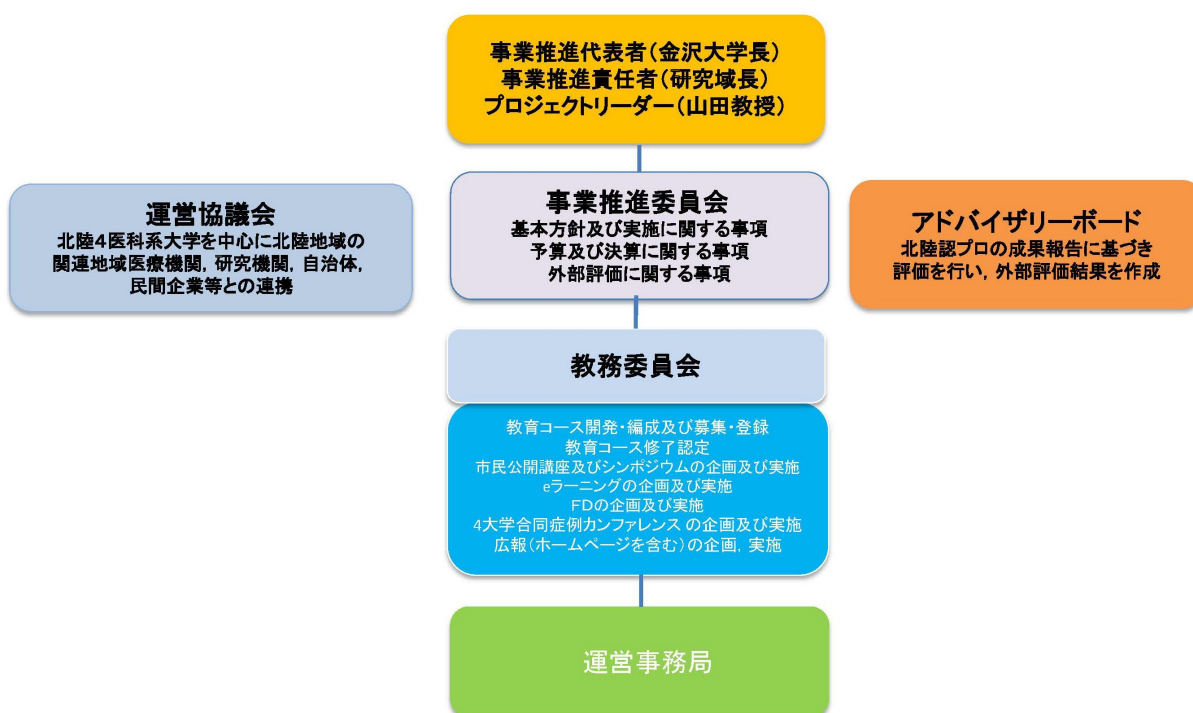 事業推進代表者(金沢大学長)
事業推進責任者(研究域長)
プロジェクトリーダー(山田教授)
運営協議会
北陸4医科系大学を中心に北陸地域の
関連地域医療機関,研究機関,自治体,
民間企業等との連携
事業推進委員会
基本方針及び実施に関する事項
予算及び決算に関する事項
外部評価に関する事項
アドバイザリーボード
北陸認プロの成果報告に基づき
評価を行い,外部評価結果を作成
教務委員会
教育コース開発・編成及び募集・登録
教育コース修了認定
市民公開講座及びシンポジウムの企画及び実施
eラーニングの企画及び実施
FDの企画及び実施
4大学合同症例カンファレンス の企画及び実施
広報(ホームページを含む)の企画,実施
運営事務局